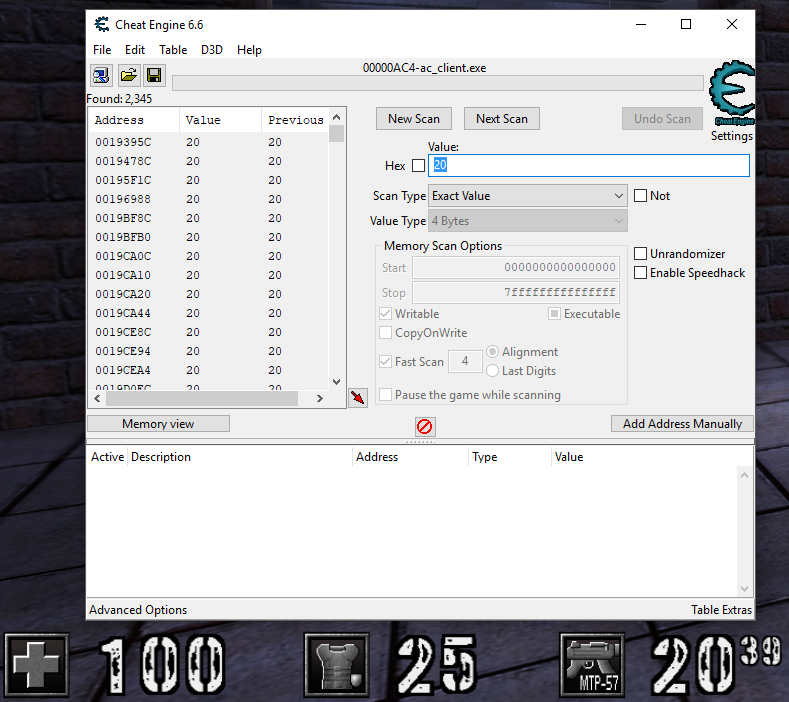 Cheat Engine 6.6
File Edit Table D3D Help
00000AC4-ac_client.exe
Found: 2,345
Address Value Previous
0019395C 20 20
0019478C 20 20
00195F1C 20 20
00196988 20 20
0019BF8C 20 20
0019BFB0 20 20
0019CA0C 20 20
0019CA10 20 20
0019CA20 20 20
0019CA44 20 20
0019CE8C 20 20
0019CE94 20 20
0019CEA4 20 20
0019D0FC 20 20
New Scan Next Scan Undo Scan
Cheat Engine
Settings
Value:
Hex 20
Scan Type Exact Value Not
Value Type 4 Bytes
Memory Scan Options
Start 0000000000000000
Stop 7fffffffffffffff
Writable Executable
CopyOnWrite
Fast Scan 4 Alignment
Last Digits
Pause the game while scanning
Unrandomizer
Enable Speedhack
Memory view Add Address Manually
Active Description Address Type Value
Advanced Options Table Extras
100 25 MTP-57 20 39